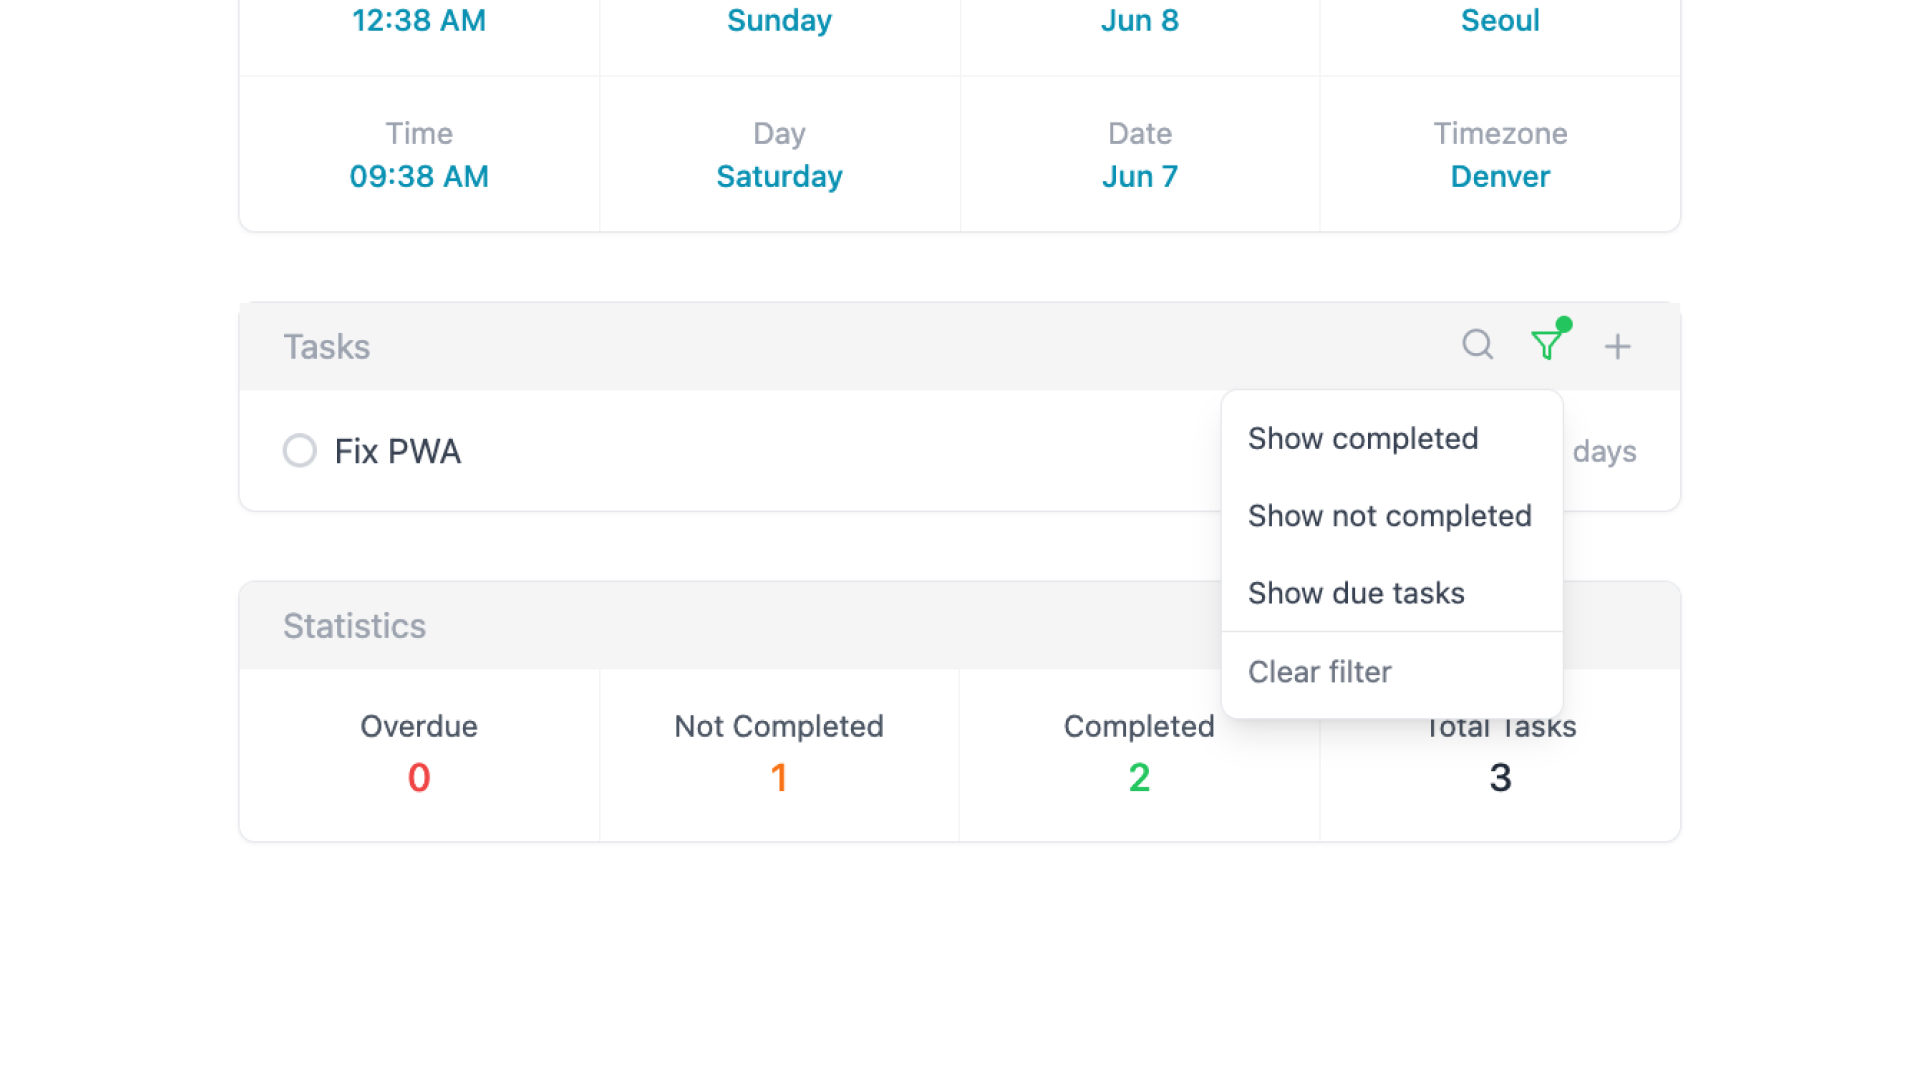 12:38 AM Sunday Jun 8 Seoul
Time Day Date Timezone
09:38 AM Saturday Jun 7 Denver
Tasks
Fix PWA days
Show completed
Show not completed
Show due tasks
Clear filter
Statistics
Overdue Not Completed Completed Total Tasks
0 1 2 3